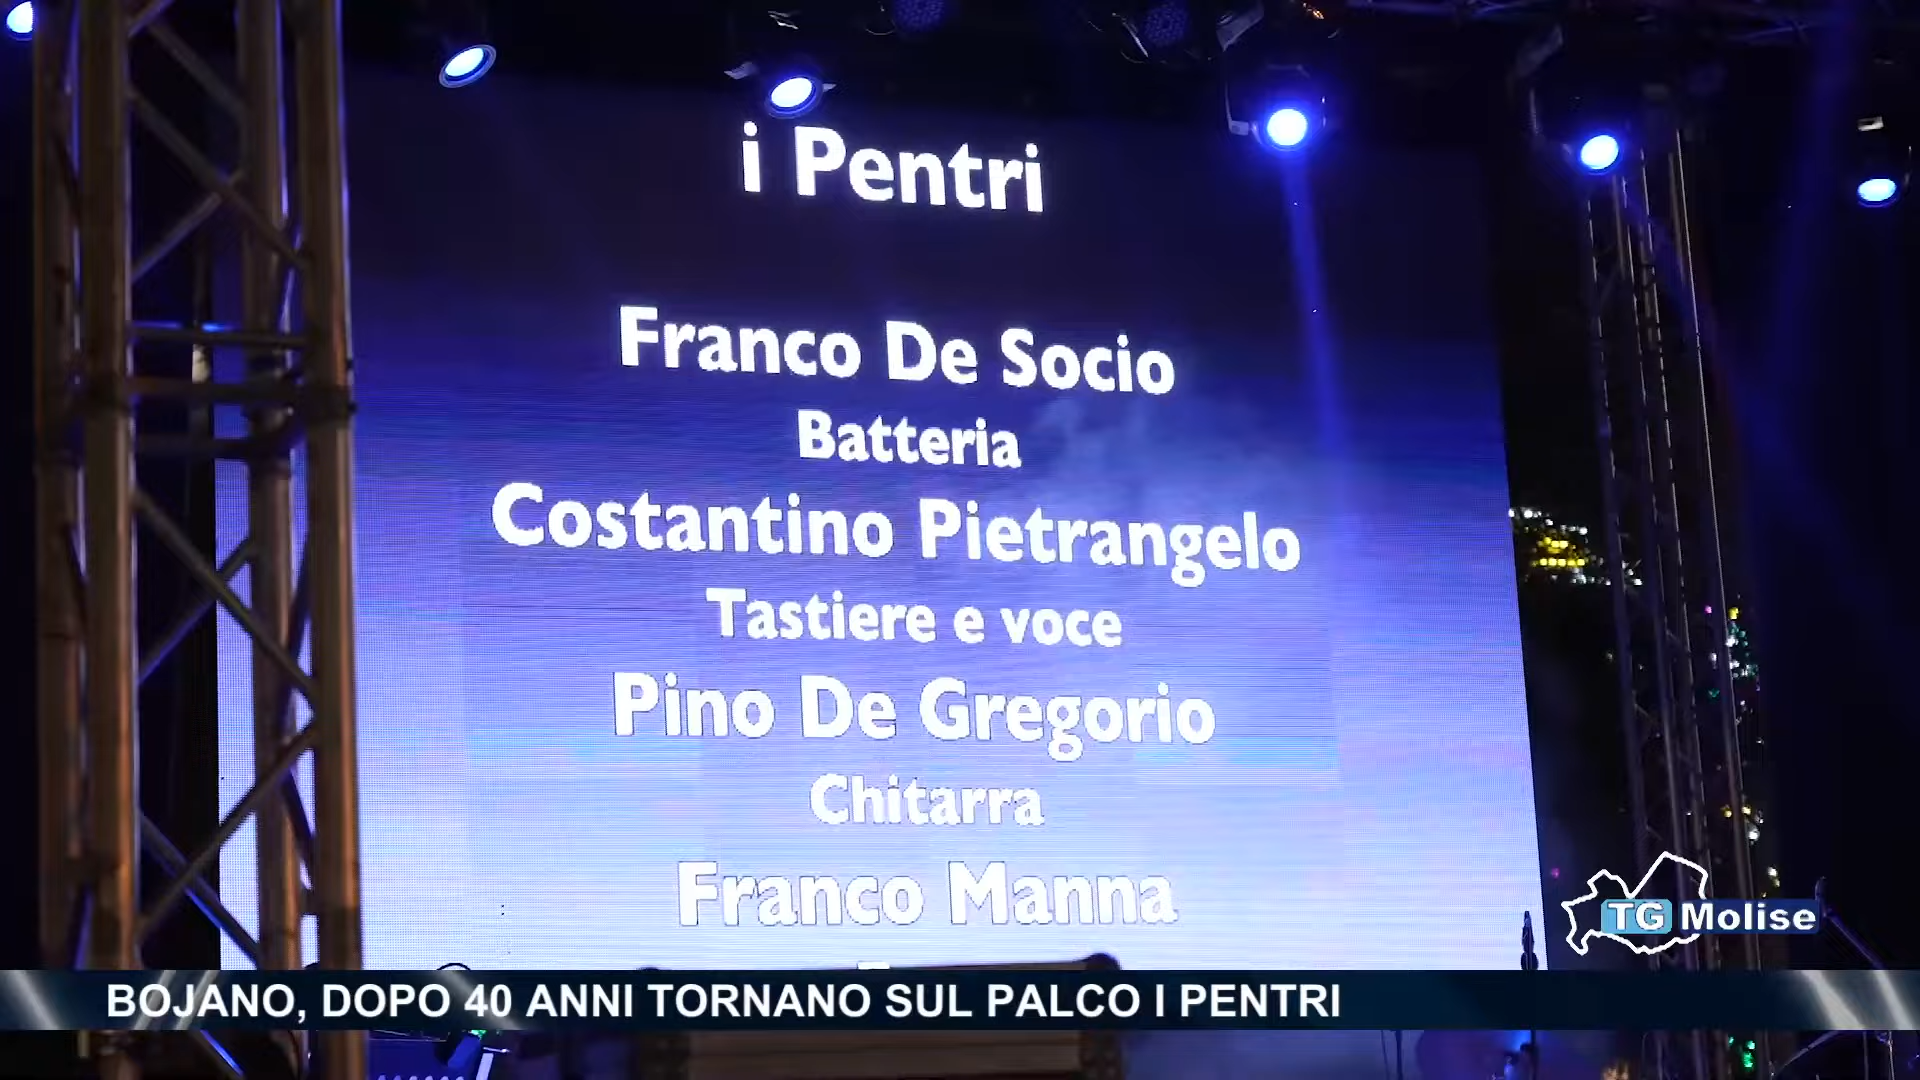 i Pentri
Franco De Socio
Batteria
Costantino Pietrangelo
Tastiere e voce
Pino De Gregorio
Chitarra
Franco Manna
TG Molise
BOJANO, DOPO 40 ANNI TORNANO SUL PALCO I PENTRI